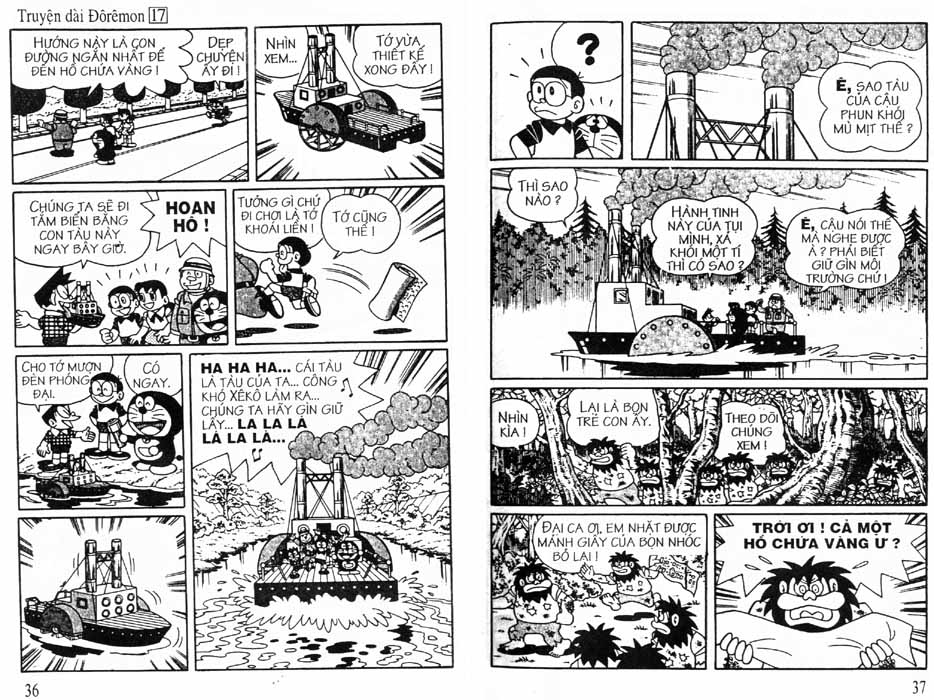 Truyện dài Đôrêmon 17
HƯỚNG NÀY LÀ CON
ĐƯỜNG NGẮN NHẤT ĐỂ
ĐẾN HỐ CHỨA VÀNG !
DẸP
CHUYỆN
ẤY ĐI !
NHÌN
XEM...
TỚ VỪA
THIẾT KẾ
XONG ĐẤY !
CHÚNG TA SẼ ĐI
TẮM BIỂN BẰNG
CON TÀU NÀY
NGAY BÂY GIỜ.
HOAN
HÔ !
TƯỞNG GÌ CHỨ
ĐI CHƠI LÀ TỚ
KHOÁI LIỀN !
TỚ CŨNG
THẾ !
CHO TỚ MƯỢN
ĐÈN PHÓNG
ĐẠI.
CÓ
NGAY.
HA HA HA... CÁI TÀU
LÀ TÀU CỦA TA... CÔNG
KHÓ XÊKÔ LÀM RA...
CHÚNG TA HÃY GÌN GIỮ
LẤY... LA LA LÀ
LÀ LA LÀ...
36
?
Ê, SAO TÀU
CỦA CẬU
PHUN KHÓI
MÙ MỊT THẾ ?
THÌ SAO
NÀO ?
HÀNH TINH
NÀY CỦA TỤI
MÌNH, XẢ
KHÓI MỘT TÍ
THÌ CÓ SAO ?
Ê, CẬU NÓI THẾ
MÀ NGHE ĐƯỢC
À ? PHẢI BIẾT
GIỮ GÌN MÔI
TRƯỜNG CHỨ !
NHÌN
KÌA !
LẠI LÀ BỌN
TRẺ CON ẤY.
THEO DÕI
CHÚNG
XEM !
ĐẠI CA ƠI, EM NHẶT ĐƯỢC
MẢNH GIẤY CỦA BỌN NHÓC
BỎ LẠI !
TRỜI ƠI ! CẢ MỘT
HỐ CHỨA VÀNG Ư ?
37